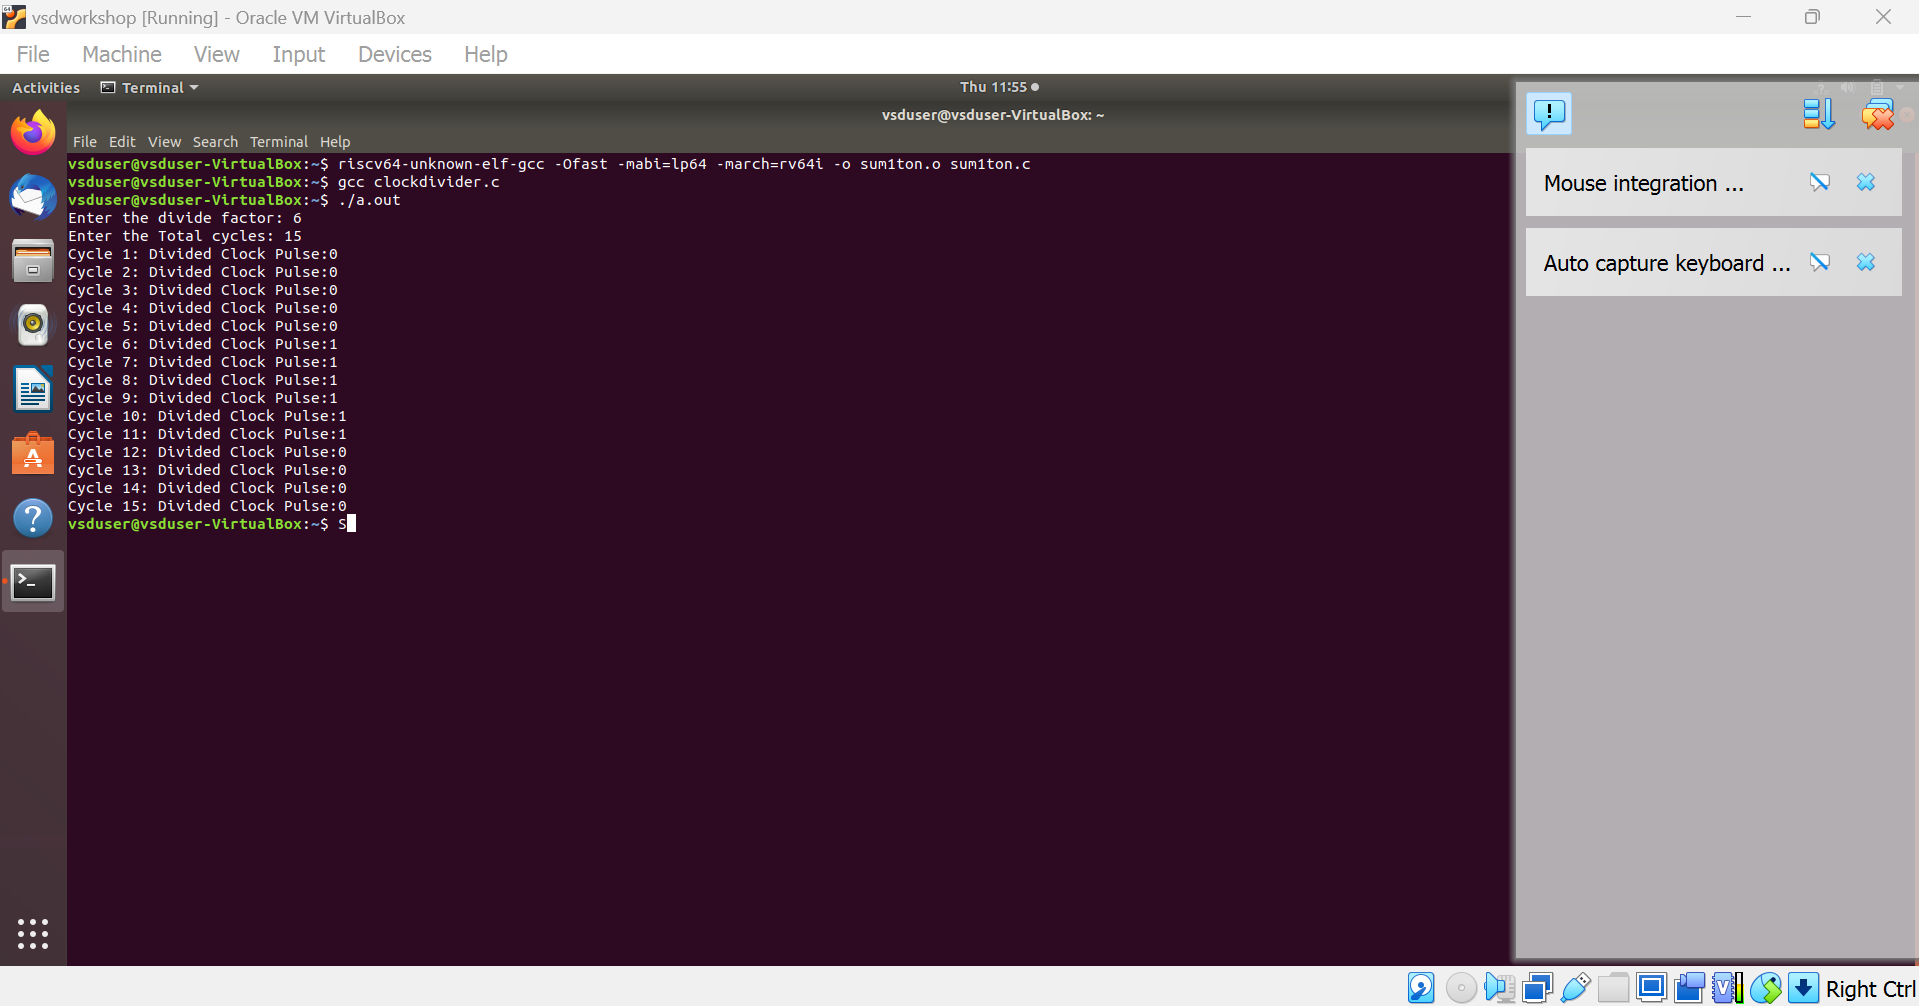 vsdworkshop [Running] - Oracle VM VirtualBox
File Machine View Input Devices Help
Activities Terminal Thu 11:55
vsduser@vsduser-VirtualBox: ~
File Edit View Search Terminal Help
vsduser@vsduser-VirtualBox:~$ riscv64-unknown-elf-gcc -Ofast -mabi=lp64 -march=rv64i -o sum1ton.o sum1ton.c
vsduser@vsduser-VirtualBox:~$ gcc clockdivider.c
vsduser@vsduser-VirtualBox:~$ ./a.out
Enter the divide factor: 6
Enter the Total cycles: 15
Cycle 1: Divided Clock Pulse:0
Cycle 2: Divided Clock Pulse:0
Cycle 3: Divided Clock Pulse:0
Cycle 4: Divided Clock Pulse:0
Cycle 5: Divided Clock Pulse:0
Cycle 6: Divided Clock Pulse:1
Cycle 7: Divided Clock Pulse:1
Cycle 8: Divided Clock Pulse:1
Cycle 9: Divided Clock Pulse:1
Cycle 10: Divided Clock Pulse:1
Cycle 11: Divided Clock Pulse:1
Cycle 12: Divided Clock Pulse:0
Cycle 13: Divided Clock Pulse:0
Cycle 14: Divided Clock Pulse:0
Cycle 15: Divided Clock Pulse:0
vsduser@vsduser-VirtualBox:~$ S
Mouse integration ...
Auto capture keyboard ...
Right Ctrl